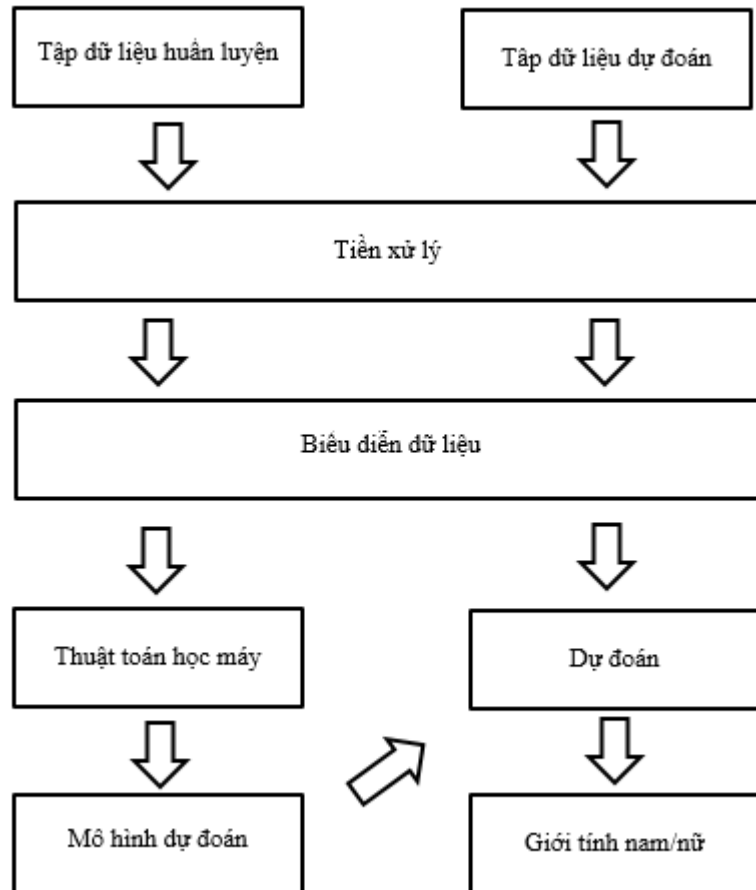 Tập dữ liệu huấn luyện
Tâp dữ liệu dự đoán
Tiền xử lý
Biểu diễn dữ liệu
Thuật toán học máy
Dự đoán
Mô hình dự đoán
Giới tính nam/nữ